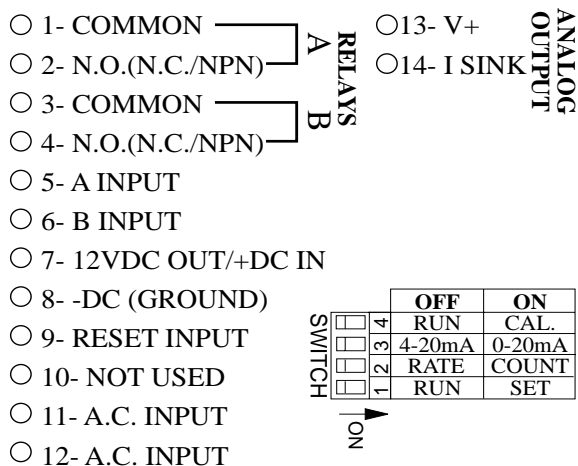 1- COMMON
2- N.O.(N.C./NPN)
A
3- COMMON
4- N.O.(N.C./NPN)
B
RELAYS
5- A INPUT
6- B INPUT
7- 12VDC OUT/+DC IN
8- -DC (GROUND)
9- RESET INPUT
10- NOT USED
11- A.C. INPUT
12- A.C. INPUT
13- V+
14- I SINK
ANALOG
OUTPUT
OFF ON
4 RUN CAL.
3 4-20mA 0-20mA
2 RATE COUNT
1 RUN SET
SWITCH
ON